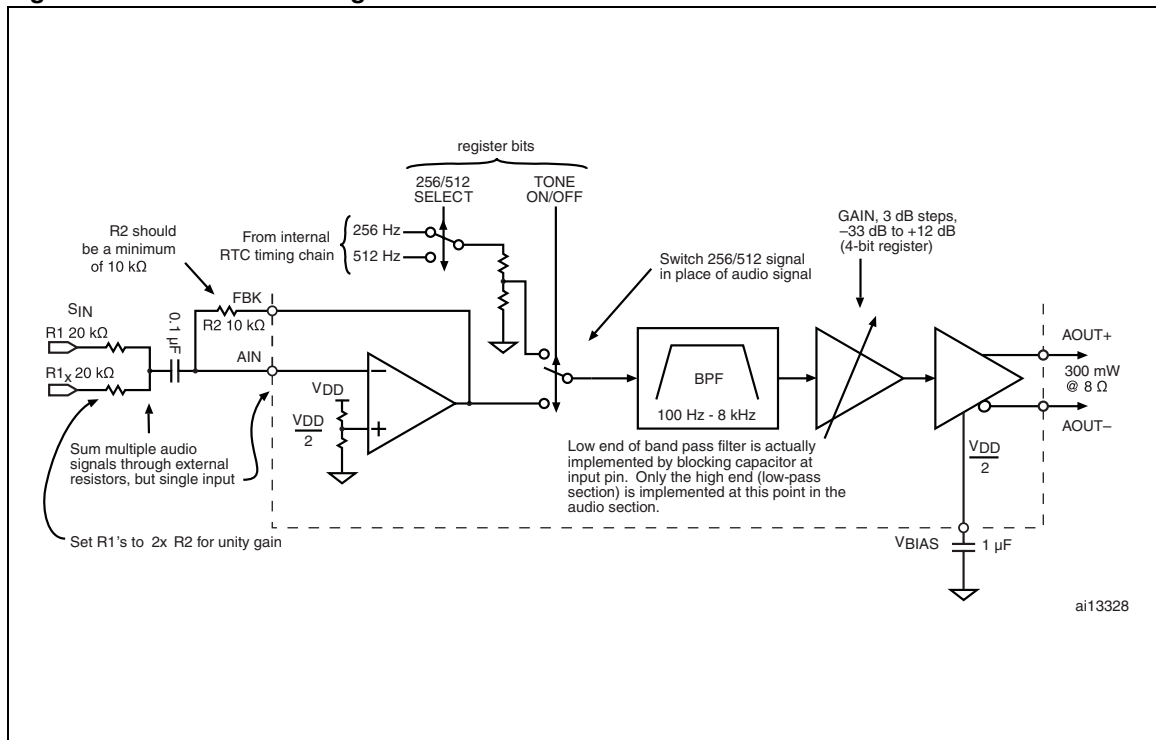 register bits
256/512
SELECT
TONE
ON/OFF
From internal
RTC timing chain
256 Hz
512 Hz
R2 should
be a minimum
of 10 kΩ
GAIN, 3 dB steps,
–33 dB to +12 dB
(4-bit register)
Switch 256/512 signal
in place of audio signal
SIN
R1 20 kΩ
R1x 20 kΩ
0.1 µF
FBK
R2 10 kΩ
AIN
VDD
VDD
2
–
+
BPF
100 Hz - 8 kHz
AOUT+
300 mW
@ 8 Ω
AOUT–
Sum multiple audio
signals through external
resistors, but single input
Low end of band pass filter is actually
implemented by blocking capacitor at
input pin. Only the high end (low-pass
section) is implemented at this point in the
audio section.
VDD
2
Set R1's to 2x R2 for unity gain
VBIAS
1 µF
ai13328